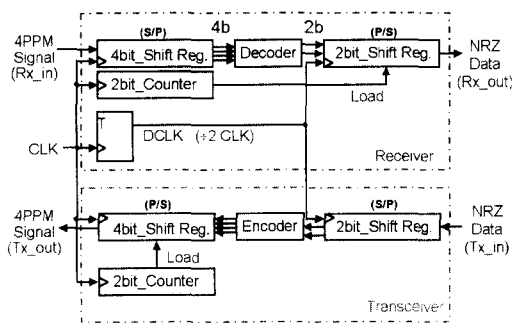 (S/P)
4b
2b
(P/S)
4PPM
Signal
(Rx_in)
4bit_Shift Reg.
Decoder
2bit_Shift Reg.
NRZ
Data
(Rx_out)
2bit_Counter
Load
T
CLK
DCLK (÷2 CLK)
Receiver
(P/S)
(S/P)
4PPM
Signal
(Tx_out)
4bit_Shift Reg.
Encoder
2bit_Shift Reg.
NRZ
Data
(Tx_in)
Load
2bit_Counter
Transceiver